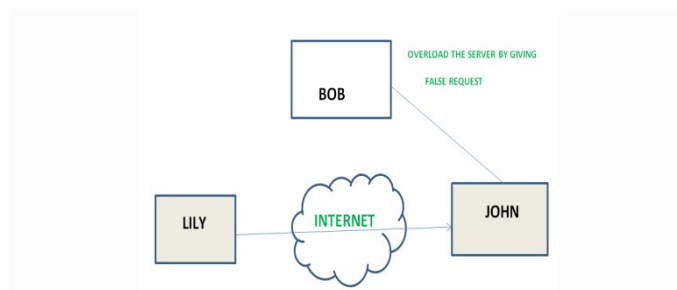 OVERLOAD THE SERVER BY GIVING
FALSE REQUEST
BOB
LILY
INTERNET
JOHN